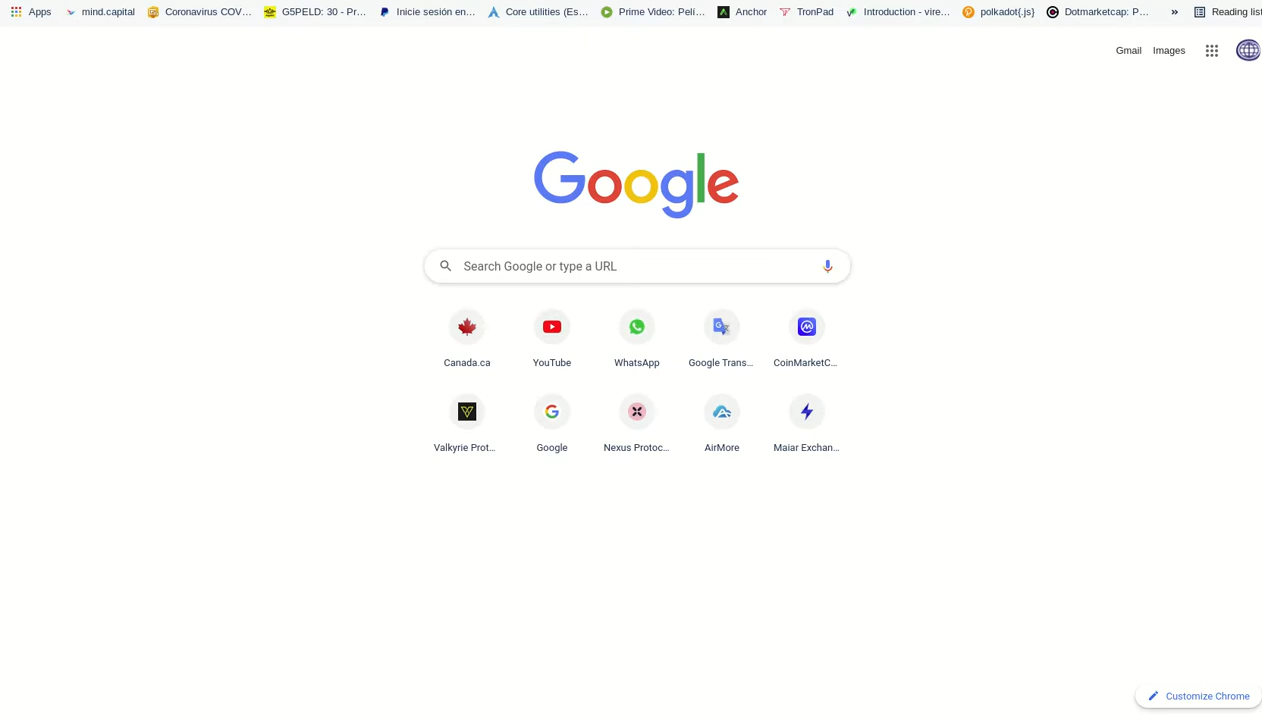 Apps mind.capital Coronavirus COV... G5PELD: 30 - Pr... Inicie sesión en... Core utilities (Es... Prime Video: Pelí... Anchor TronPad Introduction - vire... polkadot{.js} Dotmarketcap: P... » Reading list
Gmail Images
Google
Search Google or type a URL
Canada.ca YouTube WhatsApp Google Trans... CoinMarketC...
Valkyrie Prot... Google Nexus Protoc... AirMore Maiar Exchan...
Customize Chrome